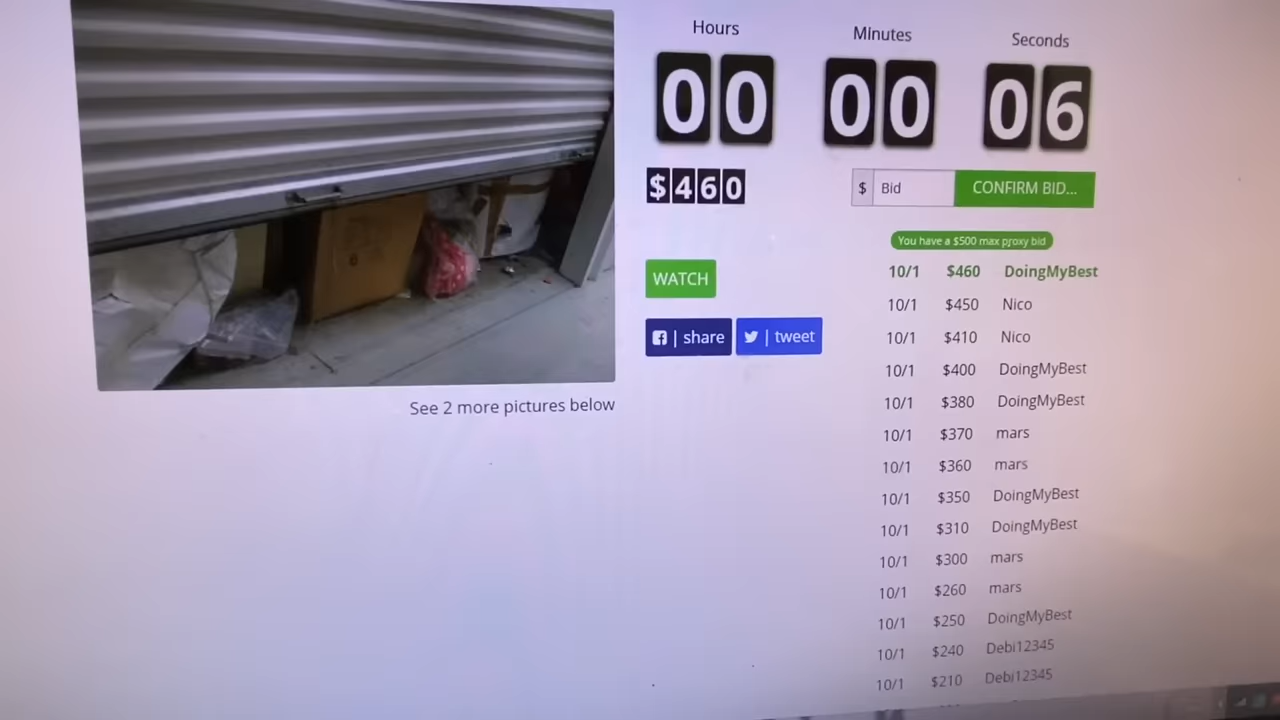 Hours Minutes Seconds
00 00 06
$460
$ Bid CONFIRM BID...
You have a $500 max proxy bid
WATCH
f | share | tweet
See 2 more pictures below
10/1 $460 DoingMyBest
10/1 $450 Nico
10/1 $410 Nico
10/1 $400 DoingMyBest
10/1 $380 DoingMyBest
10/1 $370 mars
10/1 $360 mars
10/1 $350 DoingMyBest
10/1 $310 DoingMyBest
10/1 $300 mars
10/1 $260 mars
10/1 $250 DoingMyBest
10/1 $240 Debi12345
10/1 $210 Debi12345